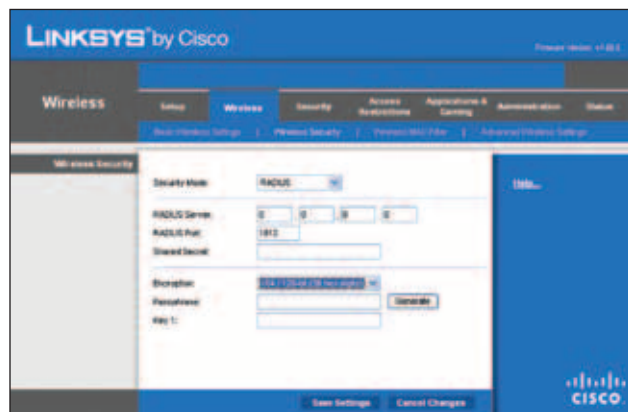 LINKSYS® by Cisco
Firmware Version:
Wireless
Setup
Wireless
Security
Access Restrictions
Applications & Gaming
Administration
Status
Basic Wireless Settings | Wireless Security | Wireless MAC Filter | Advanced Wireless Settings
Wireless Security
Security Mode: RADIUS
Help...
RADIUS Server: 0 . 0 . 0 . 0
RADIUS Port: 1812
Shared Secret:
Encryption:
Passphrase: Generate
Key 1:
Save Settings Cancel Changes
CISCO